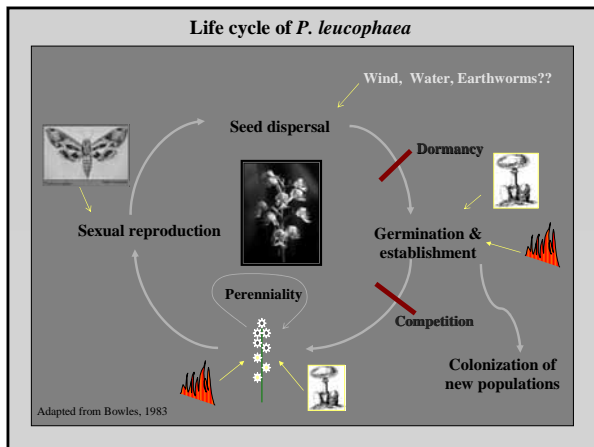 Life cycle of P. leucophaea
Wind, Water, Earthworms??
Seed dispersal
Dormancy
Sexual reproduction
Germination &
establishment
Perenniality
Competition
Colonization of
new populations
Adapted from Bowles, 1983